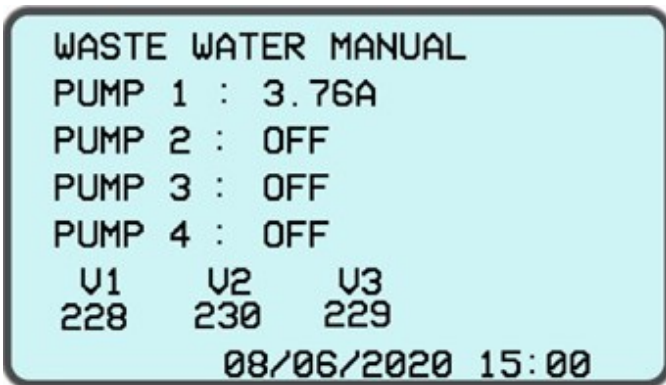 WASTE WATER MANUAL
PUMP 1 : 3.76A
PUMP 2 : OFF
PUMP 3 : OFF
PUMP 4 : OFF
V1 V2 V3
228 230 229
08/06/2020 15:00